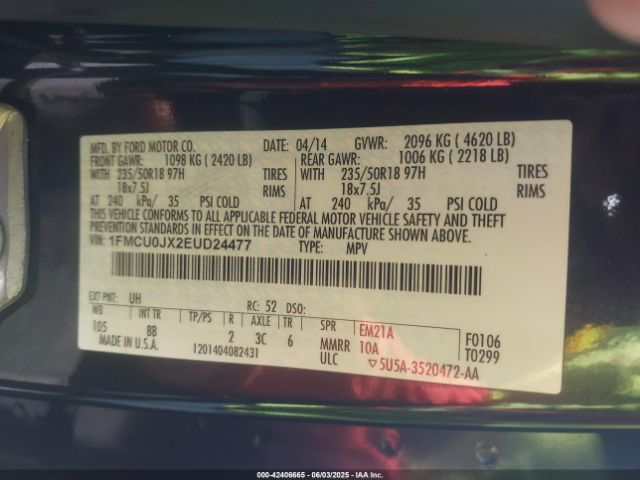 MFD. BY FORD MOTOR CO. DATE: 04/14 GVWR: 2096 KG ( 4620 LB)
FRONT GAWR: 1098 KG ( 2420 LB) REAR GAWR: 1006 KG ( 2218 LB)
WITH 235/50R18 97H TIRES WITH 235/50R18 97H TIRES
18x7.5J RIMS 18x7.5J RIMS
AT 240 kPa/ 35 PSI COLD AT 240 kPa/ 35 PSI COLD
THIS VEHICLE CONFORMS TO ALL APPLICABLE FEDERAL MOTOR VEHICLE SAFETY AND THEFT
PREVENTION STANDARDS IN EFFECT ON THE DATE OF MANUFACTURE SHOWN ABOVE.
VIN: 1FMCU0JX2EUD24477 TYPE: MPV
EXT PNT: UH RC: 52 DSO:
WB INT TR TP/PS R AXLE TR SPR EM21A F0106
105 8B 2 3C 6 MMRR 10A T0299
MADE IN U.S.A. 1201404082431 ULC ▽5U5A-3520472-AA
000-42406665 - 06/03/2025 - IAA Inc.